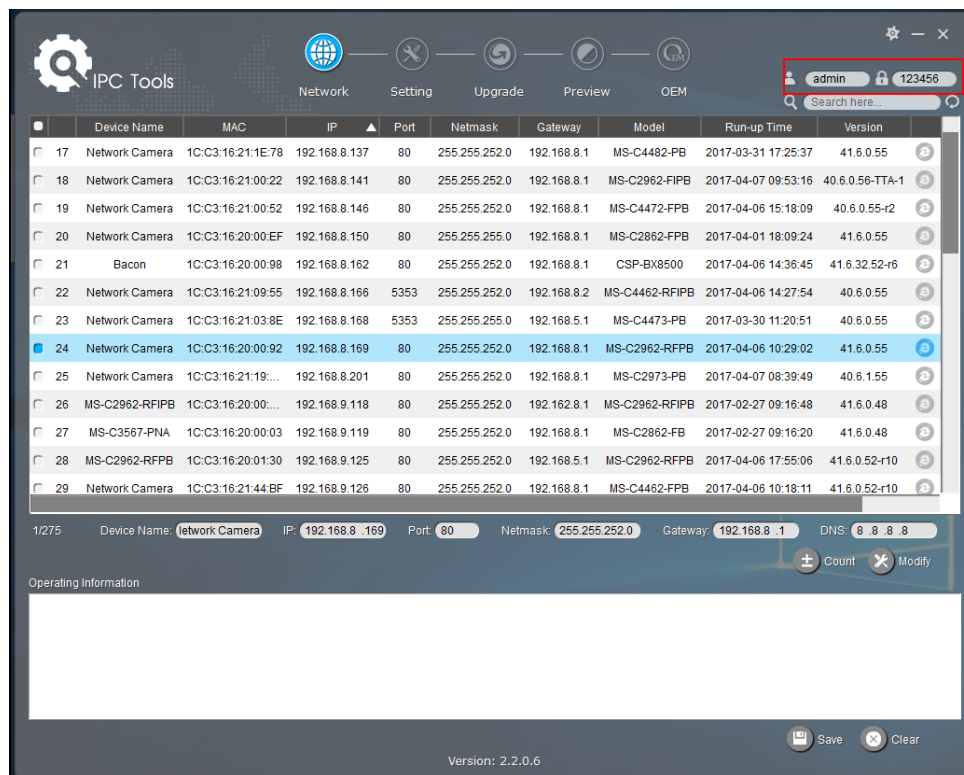 IPC Tools
Network Setting Upgrade Preview OEM
admin 123456
Search here...
Device Name MAC IP Port Netmask Gateway Model Run-up Time Version
17 Network Camera 1C:C3:16:21:1E:78 192.168.8.137 80 255.255.252.0 192.168.8.1 MS-C4482-PB 2017-03-31 17:25:37 41.6.0.55
18 Network Camera 1C:C3:16:21:00:22 192.168.8.141 80 255.255.252.0 192.168.8.1 MS-C2962-FIPB 2017-04-07 09:53:16 40.6.0.56-TTA-1
19 Network Camera 1C:C3:16:21:00:52 192.168.8.146 80 255.255.252.0 192.168.8.1 MS-C4472-FPB 2017-04-06 15:18:09 40.6.0.55-r2
20 Network Camera 1C:C3:16:20:00:EF 192.168.8.150 80 255.255.255.0 192.168.8.1 MS-C2862-FPB 2017-04-01 18:09:24 41.6.0.55
21 Bacon 1C:C3:16:20:00:98 192.168.8.162 80 255.255.252.0 192.168.8.1 CSP-BX8500 2017-04-06 14:36:45 41.6.32.52-r6
22 Network Camera 1C:C3:16:21:09:55 192.168.8.166 5353 255.255.252.0 192.168.8.2 MS-C4462-RFIPB 2017-04-06 14:27:54 40.6.0.55
23 Network Camera 1C:C3:16:21:03:8E 192.168.8.168 5353 255.255.255.0 192.168.5.1 MS-C4473-PB 2017-03-30 11:20:51 40.6.0.55
24 Network Camera 1C:C3:16:20:00:92 192.168.8.169 80 255.255.252.0 192.168.8.1 MS-C2962-RFPB 2017-04-06 10:29:02 41.6.0.55
25 Network Camera 1C:C3:16:21:19:... 192.168.8.201 80 255.255.252.0 192.168.8.1 MS-C2973-PB 2017-04-07 08:39:49 40.6.1.55
26 MS-C2962-RFIPB 1C:C3:16:20:00:... 192.168.9.118 80 255.255.252.0 192.162.8.1 MS-C2962-RFIPB 2017-02-27 09:16:48 41.6.0.48
27 MS-C3567-PNA 1C:C3:16:20:00:03 192.168.9.119 80 255.255.252.0 192.168.8.1 MS-C2862-FB 2017-02-27 09:16:20 41.6.0.48
28 MS-C2962-RFPB 1C:C3:16:20:01:30 192.168.9.125 80 255.255.252.0 192.168.5.1 MS-C2962-RFPB 2017-04-06 17:55:06 41.6.0.52-r10
29 Network Camera 1C:C3:16:21:44:BF 192.168.9.126 80 255.255.252.0 192.168.8.1 MS-C4462-FPB 2017-04-06 10:18:11 41.6.0.52-r10
1/275 Device Name: letwork Camera IP: 192.168.8 .169 Port: 80 Netmask: 255.255.252.0 Gateway: 192.168.8 .1 DNS: 8 .8 .8 .8
Count Modify
Operating Information
Save Clear
Version: 2.2.0.6